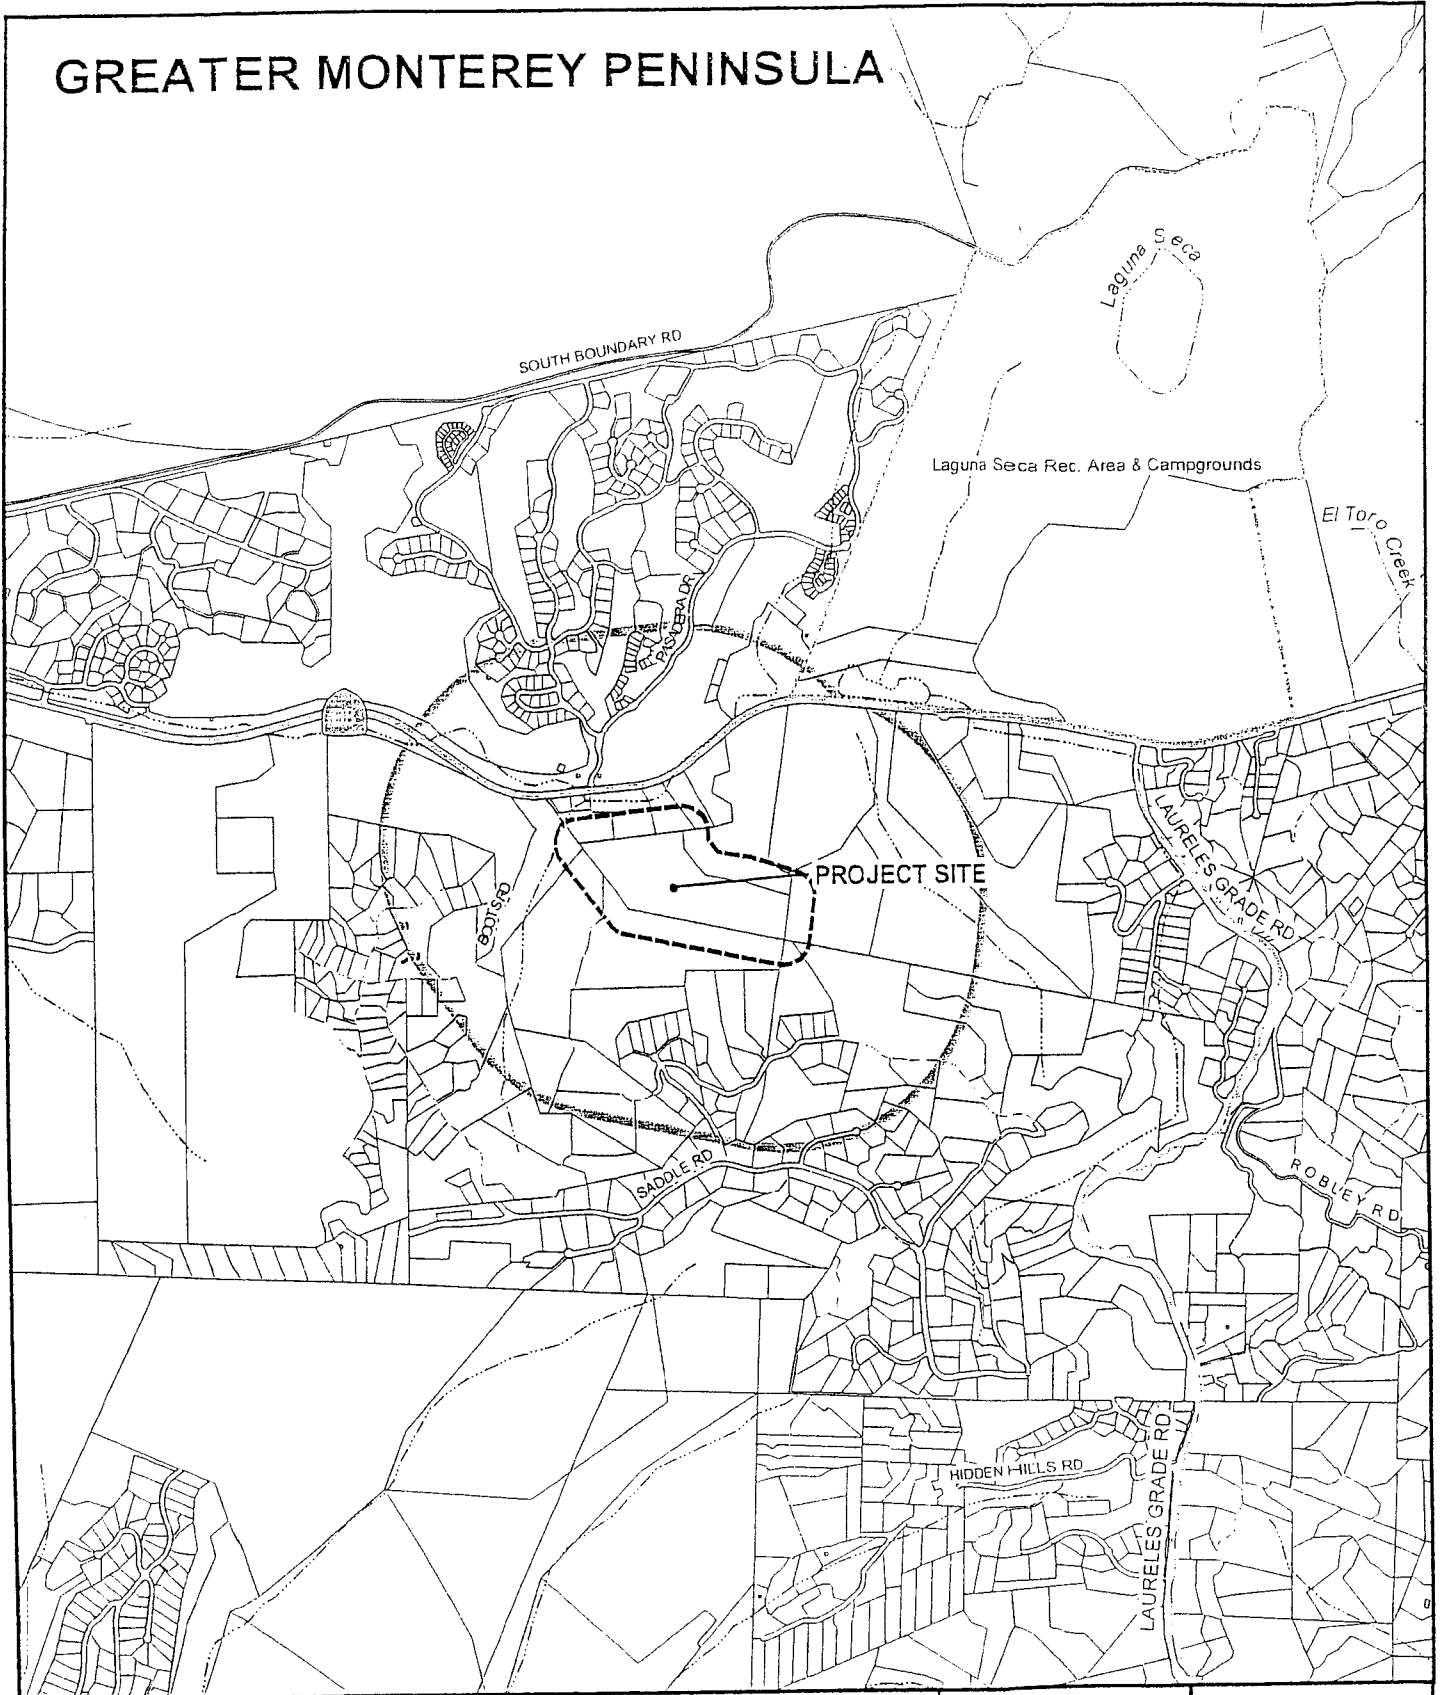 GREATER MONTEREY PENINSULA
Laguna Seca
SOUTH BOUNDARY RD
Laguna Seca Rec. Area & Campgrounds
El Toro Creek
PASADERA DR
LAURELES GRADE RD
PROJECT SITE
BOOTS RD
SADDLE RD
ROBLEY RD
HIDDEN HILLS RD
LAURELES GRADE RD